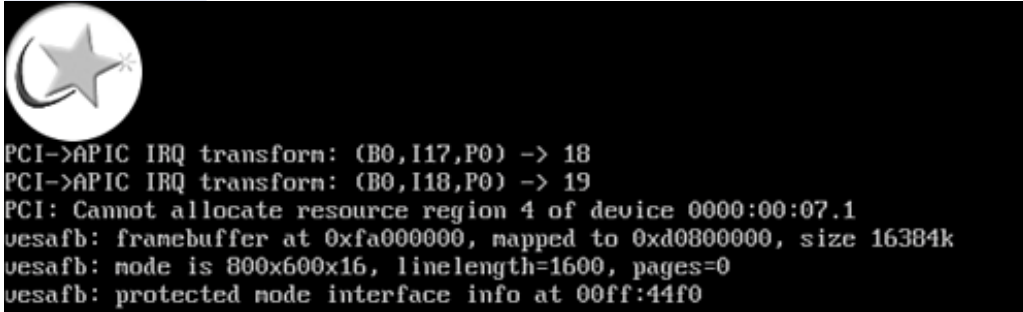 PCI->APIC IRQ transform: (B0,I17,P0) -> 18
PCI->APIC IRQ transform: (B0,I18,P0) -> 19
PCI: Cannot allocate resource region 4 of device 0000:00:07.1
vesafb: framebuffer at 0xfa000000, mapped to 0xd0800000, size 16384k
vesafb: mode is 800x600x16, linelength=1600, pages=0
vesafb: protected mode interface info at 00ff:44f0